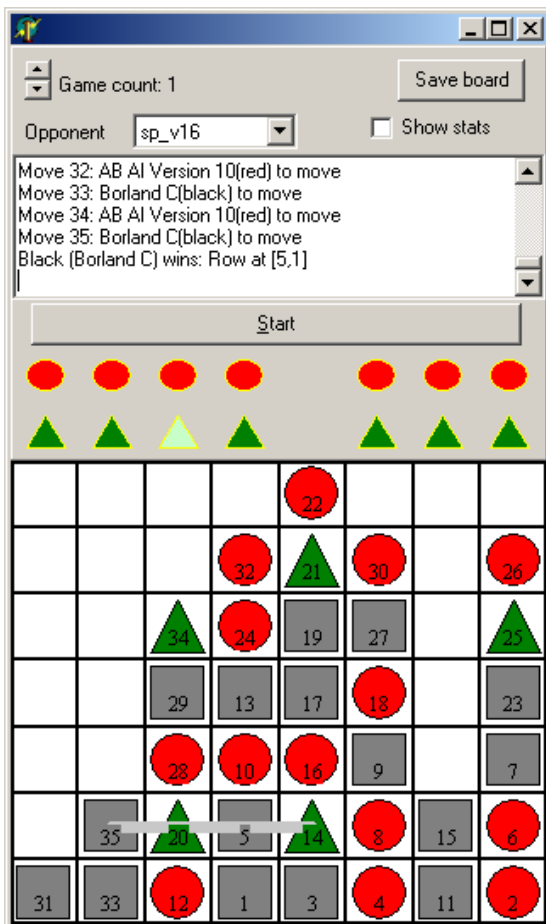 Game count: 1
Save board
Opponent
sp_v16
Show stats
Move 32: AB AI Version 10(red) to move
Move 33: Borland C(black) to move
Move 34: AB AI Version 10(red) to move
Move 35: Borland C(black) to move
Black (Borland C) wins: Row at [5,1]
Start
22
32 21 30 26
34 24 19 27 25
29 13 17 18 23
28 10 16 9 7
35 20 5 14 8 15 6
31 33 12 1 3 4 11 2